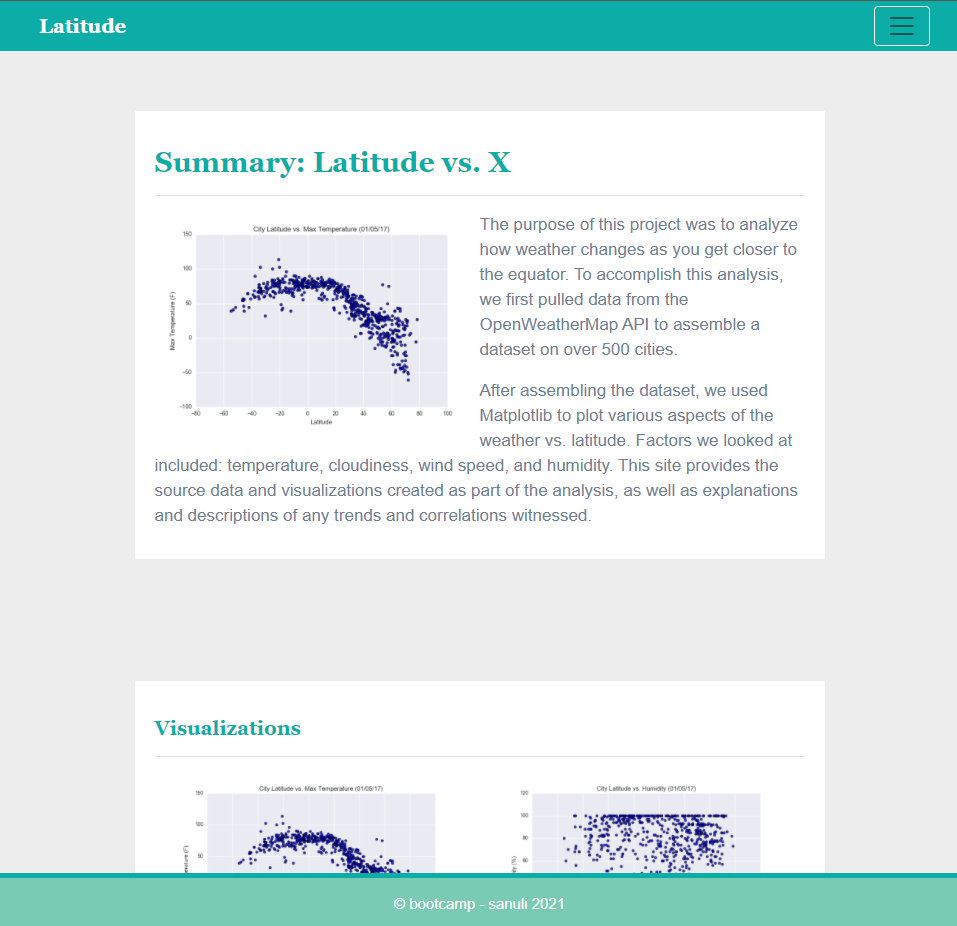 Latitude
Summary: Latitude vs. X
City Latitude vs. Max Temperature (01/05/17)
150
100
50
0
−50
−100
Max Temperature (F)
−80 −60 −40 −20 0 20 40 60 80 100
Latitude
The purpose of this project was to analyze
how weather changes as you get closer to
the equator. To accomplish this analysis,
we first pulled data from the
OpenWeatherMap API to assemble a
dataset on over 500 cities.
After assembling the dataset, we used
Matplotlib to plot various aspects of the
weather vs. latitude. Factors we looked at
included: temperature, cloudiness, wind speed, and humidity. This site provides the
source data and visualizations created as part of the analysis, as well as explanations
and descriptions of any trends and correlations witnessed.
Visualizations
City Latitude vs. Max Temperature (01/05/17)
150
100
50
City Latitude vs. Humidity (01/05/17)
120
100
80
60
(%)
© bootcamp - sanuli 2021